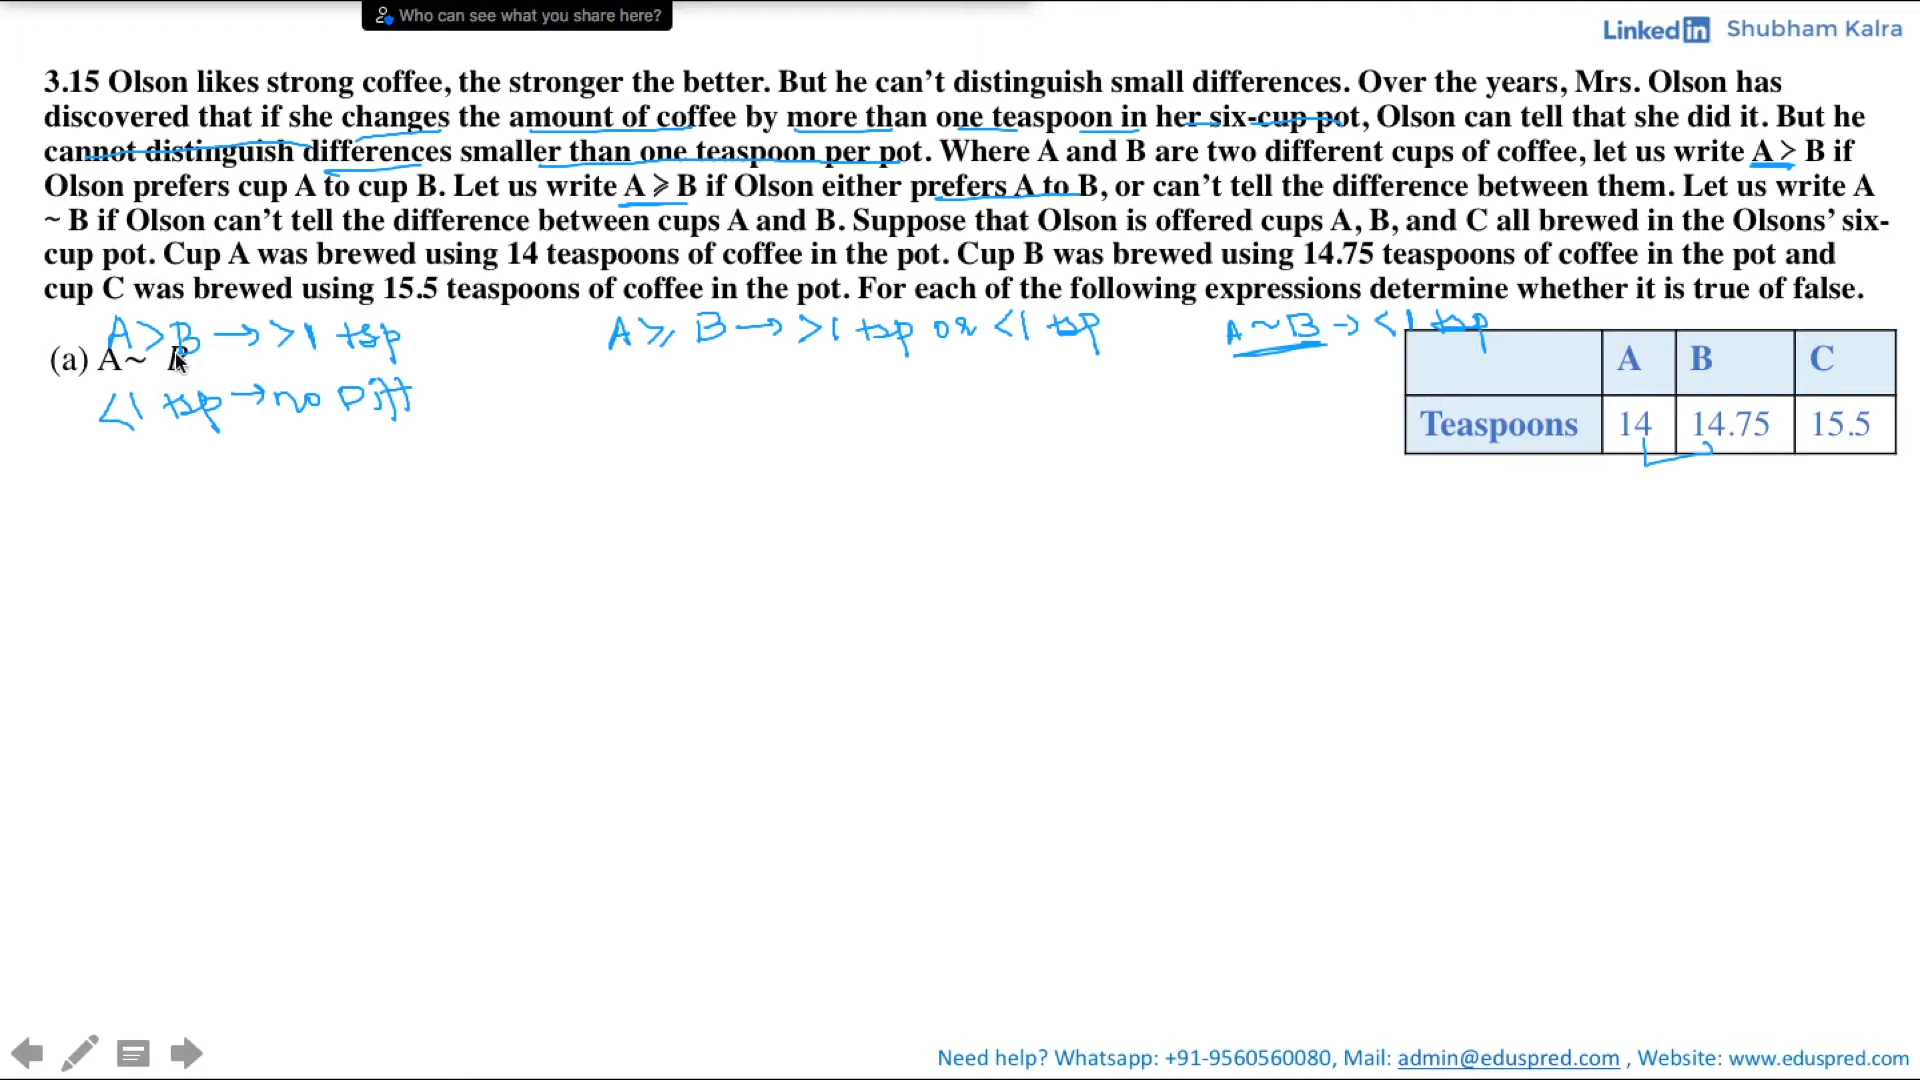 Who can see what you share here?
Linked in Shubham Kalra
3.15 Olson likes strong coffee, the stronger the better. But he can’t distinguish small differences. Over the years, Mrs. Olson has
discovered that if she changes the amount of coffee by more than one teaspoon in her six-cup pot, Olson can tell that she did it. But he
cannot distinguish differences smaller than one teaspoon per pot. Where A and B are two different cups of coffee, let us write A > B if
Olson prefers cup A to cup B. Let us write A ⩾ B if Olson either prefers A to B, or can’t tell the difference between them. Let us write A
~ B if Olson can’t tell the difference between cups A and B. Suppose that Olson is offered cups A, B, and C all brewed in the Olsons’ six-
cup pot. Cup A was brewed using 14 teaspoons of coffee in the pot. Cup B was brewed using 14.75 teaspoons of coffee in the pot and
cup C was brewed using 15.5 teaspoons of coffee in the pot. For each of the following expressions determine whether it is true of false.
A > B → > 1 tsp
A ⩾ B → > 1 tsp or < 1 tsp
A ~ B → < 1 tsp
(a) A ~ B
< 1 tsp → no Diff
A B C
Teaspoons 14 14.75 15.5
Need help? Whatsapp: +91-9560560080, Mail: admin@eduspred.com , Website: www.eduspred.com